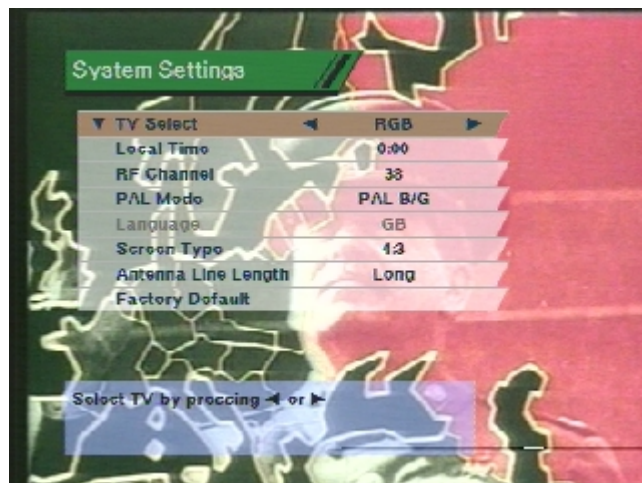 System Settings
TV Select RGB
Local Time 0:00
RF Channel 38
PAL Mode PAL B/G
Language GB
Screen Type 4:3
Antenna Line Length Long
Factory Default
Select TV by pressing ◄ or ►